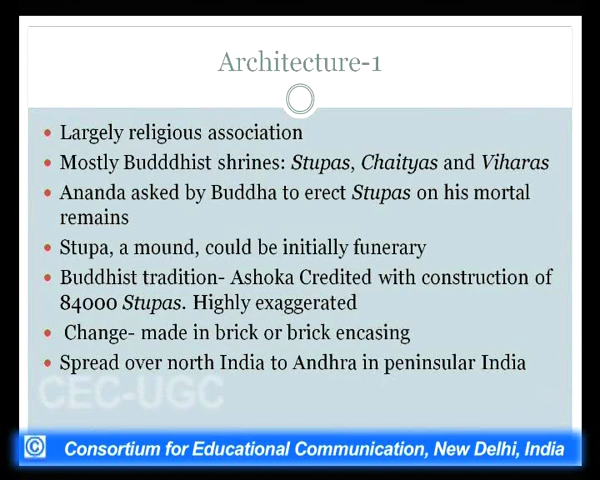 Architecture-1
Largely religious association
Mostly Budddhist shrines: Stupas, Chaityas and Viharas
Ananda asked by Buddha to erect Stupas on his mortal
remains
Stupa, a mound, could be initially funerary
Buddhist tradition- Ashoka Credited with construction of
84000 Stupas. Highly exaggerated
Change- made in brick or brick encasing
Spread over north India to Andhra in peninsular India
CEC-UGC
© Consortium for Educational Communication, New Delhi, India